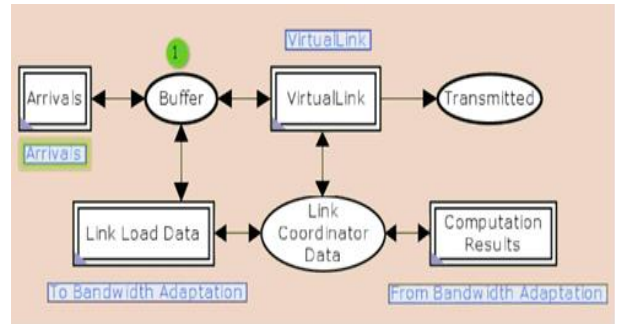 VirtualLink
1
Arrivals
Buffer
VirtualLink
Transmitted
Arrivals
Link Load Data
Link
Coordinator
Data
Computation
Results
To Bandwidth Adaptation
From Bandwidth Adaptation